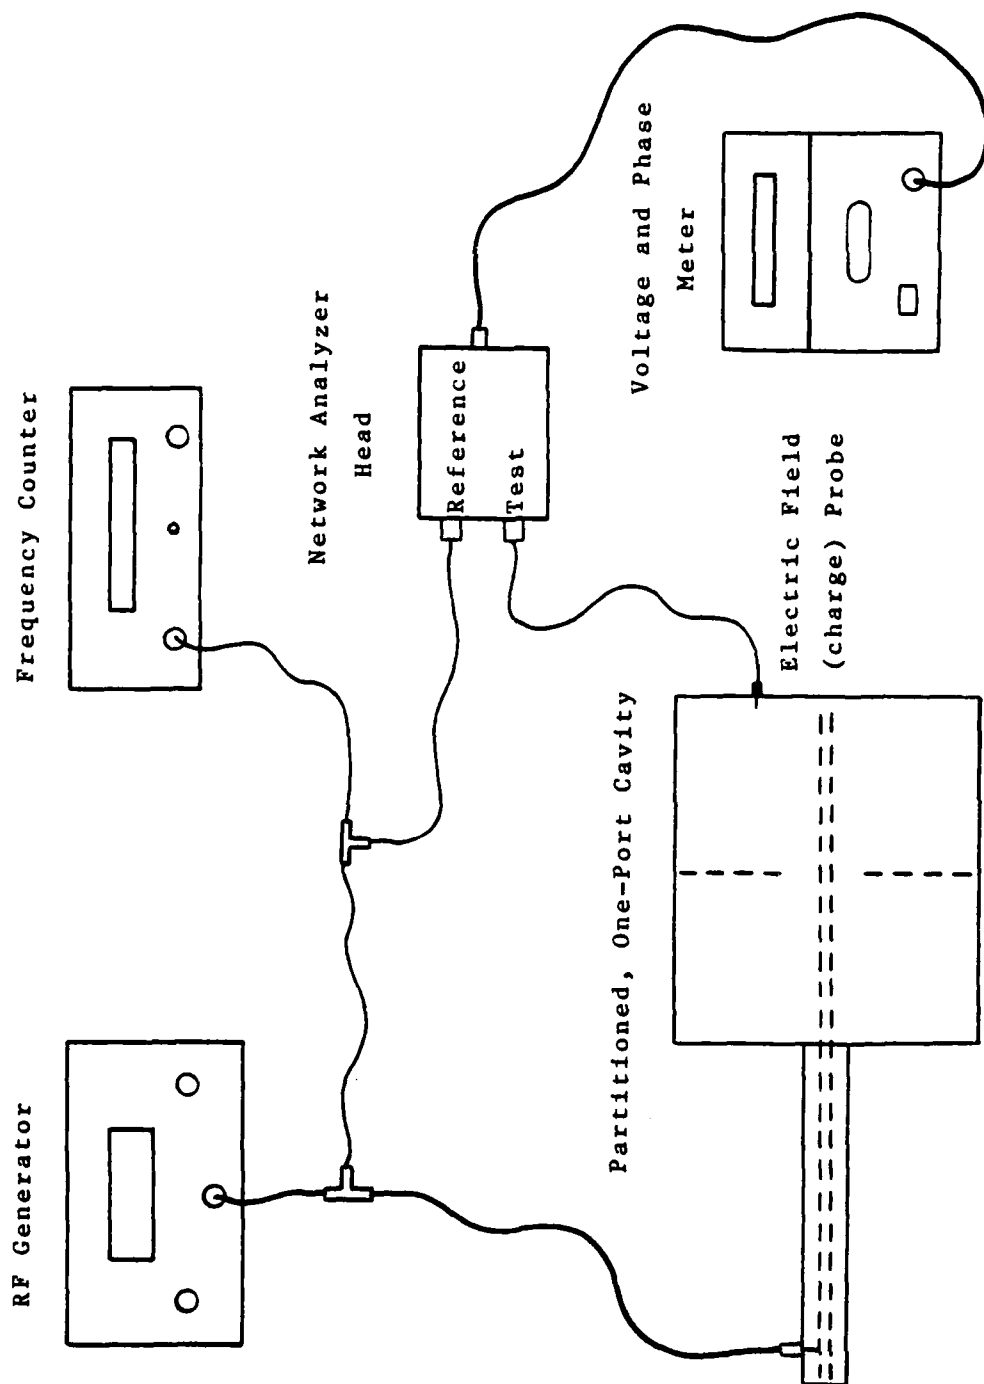 RF Generator
Frequency Counter
Network Analyzer
Head
Reference
Test
Voltage and Phase
Meter
Partitioned, One-Port Cavity
Electric Field
(charge) Probe